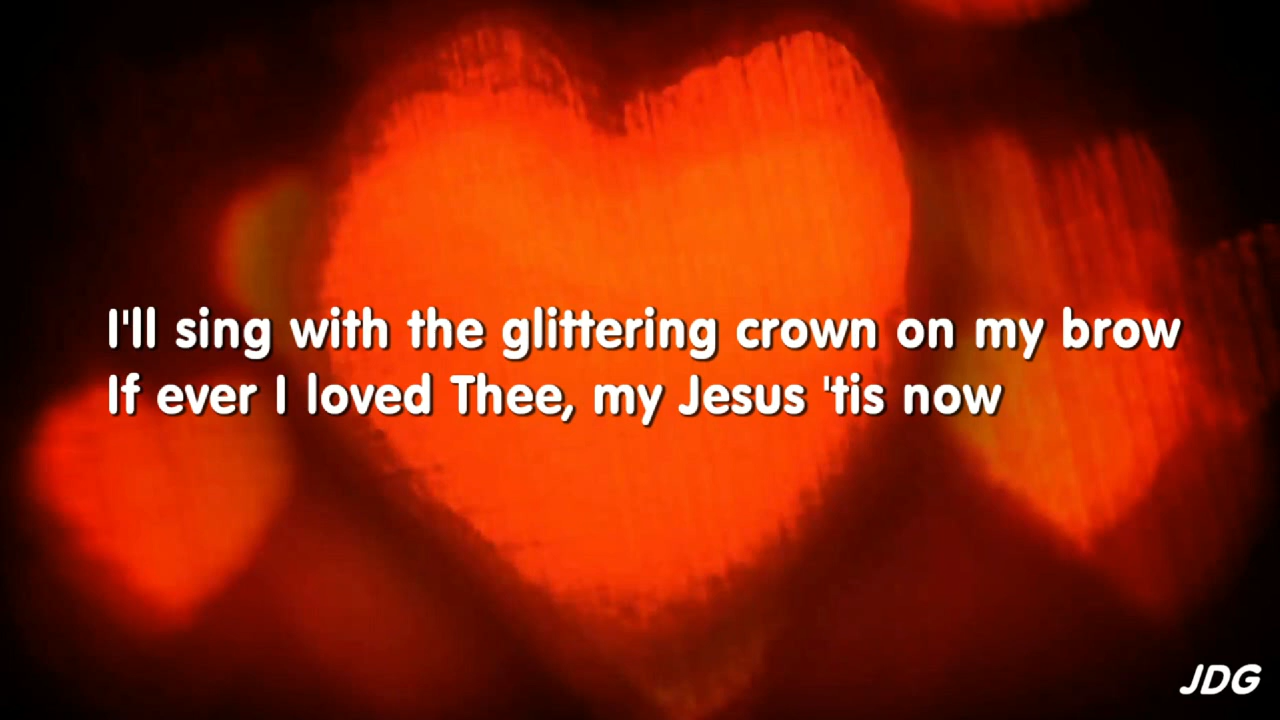 I'll sing with the glittering crown on my brow
If ever I loved Thee, my Jesus 'tis now
JDG